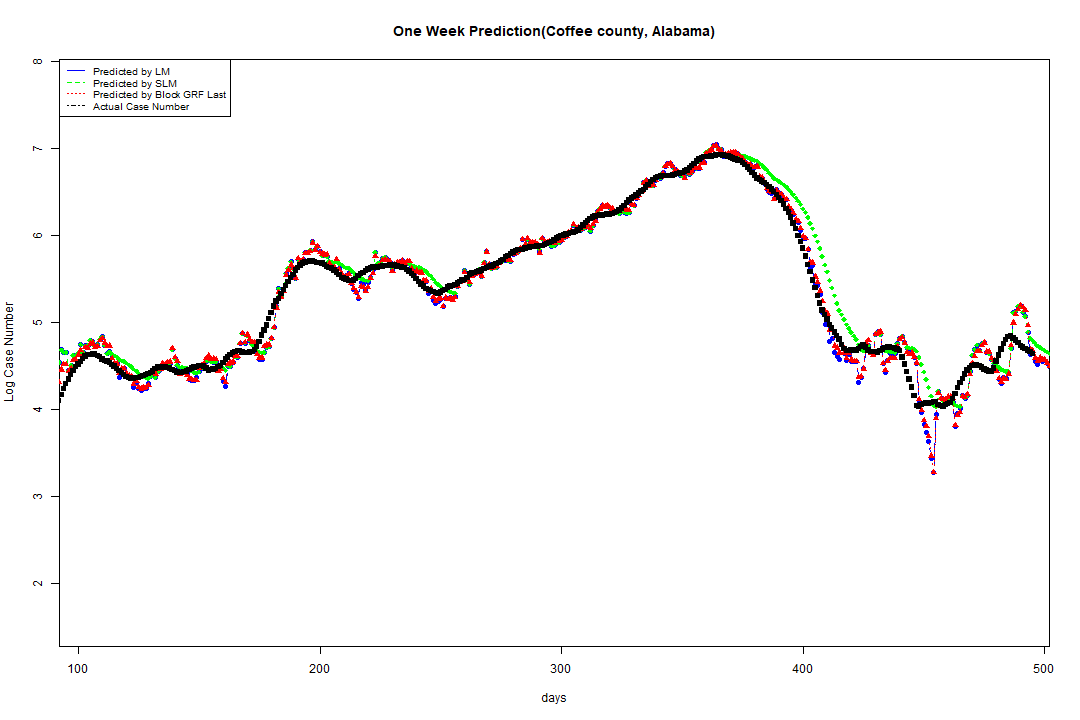 One Week Prediction(Coffee county, Alabama)
Predicted by LM
Predicted by SLM
Predicted by Block GRF Last
Actual Case Number
8
7
6
5
4
3
2
Log Case Number
100 200 300 400 500
days